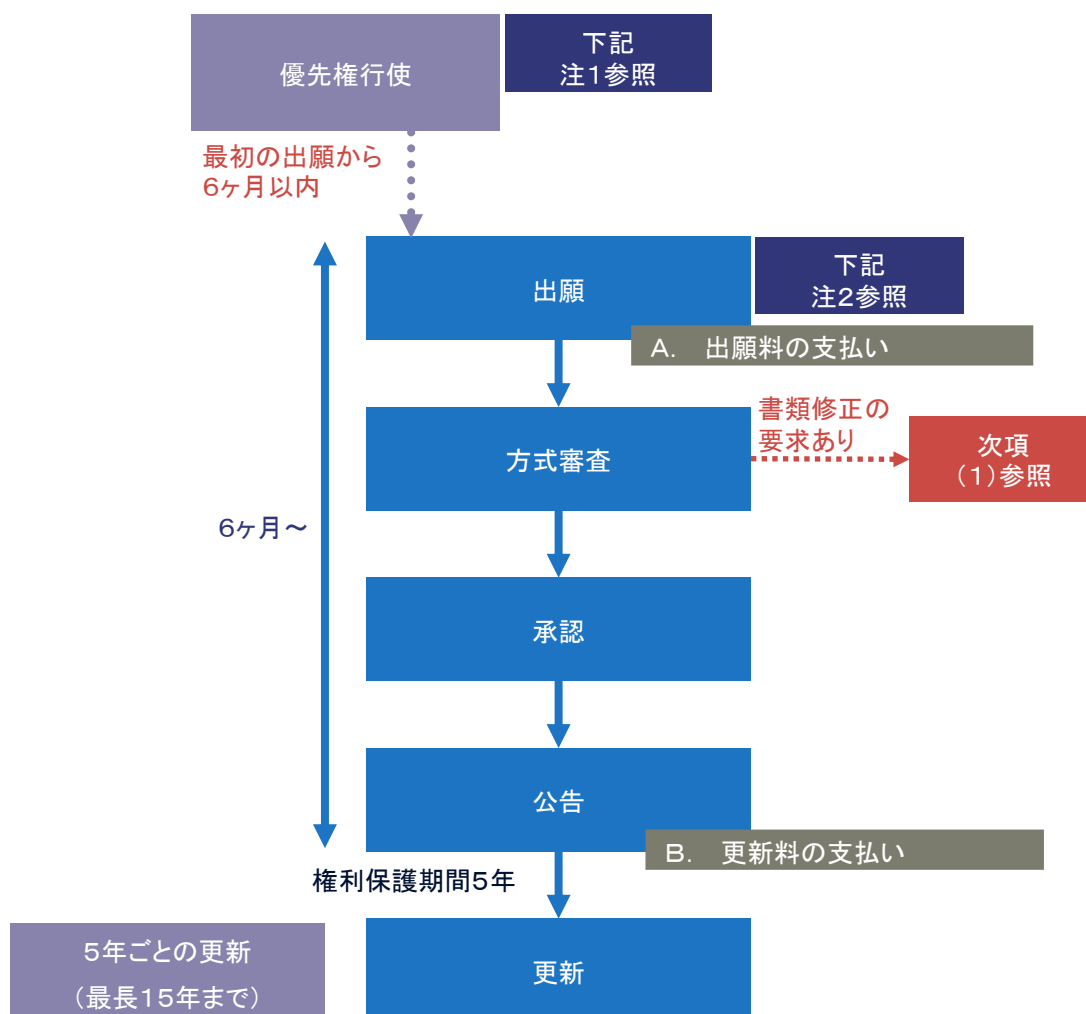 優先権行使
下記
注1参照
最初の出願から
6ヶ月以内
出願
下記
注2参照
A. 出願料の支払い
方式審査
書類修正の
要求あり
次項
(1)参照
6ヶ月～
承認
公告
B. 更新料の支払い
権利保護期間5年
5年ごとの更新
(最長15年まで)
更新